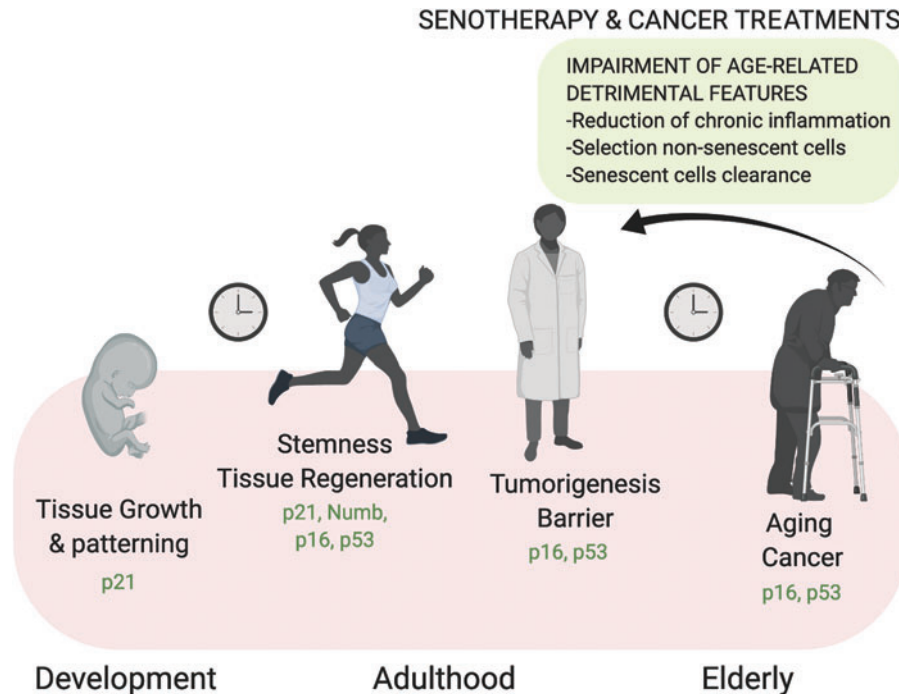 SENOTHERAPY & CANCER TREATMENTS
IMPAIRMENT OF AGE-RELATED
DETRIMENTAL FEATURES
-Reduction of chronic inflammation
-Selection non-senescent cells
-Senescent cells clearance
Tissue Growth
& patterning
p21
Stemness
Tissue Regeneration
p21, Numb,
p16, p53
Tumorigenesis
Barrier
p16, p53
Aging
Cancer
p16, p53
Development
Adulthood
Elderly